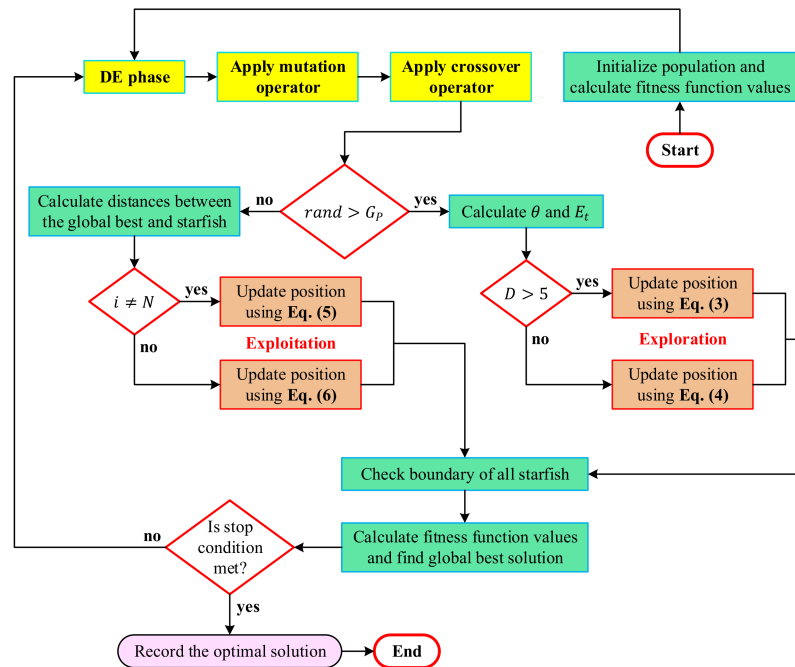 DE phase
Apply mutation
operator
Apply crossover
operator
Initialize population and
calculate fitness function values
Start
rand > G_P
no
yes
Calculate distances between
the global best and starfish
Calculate θ and E_t
i ≠ N
yes
no
Update position
using Eq. (5)
Exploitation
Update position
using Eq. (6)
D > 5
yes
no
Update position
using Eq. (3)
Exploration
Update position
using Eq. (4)
Check boundary of all starfish
Calculate fitness function values
and find global best solution
Is stop
condition
met?
no
yes
Record the optimal solution
End